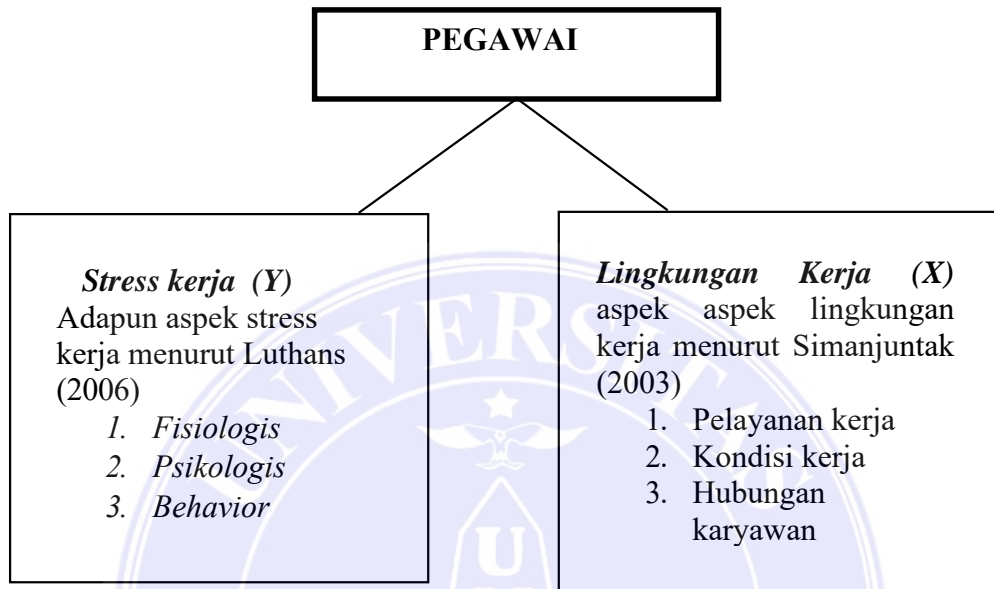 PEGAWAI
Stress kerja (Y)
Adapun aspek stress
kerja menurut Luthans
(2006)
1. Fisiologis
2. Psikologis
3. Behavior
Lingkungan Kerja (X)
aspek aspek lingkungan
kerja menurut Simanjuntak
(2003)
1. Pelayanan kerja
2. Kondisi kerja
3. Hubungan
karyawan
UNIVERSITAS
U